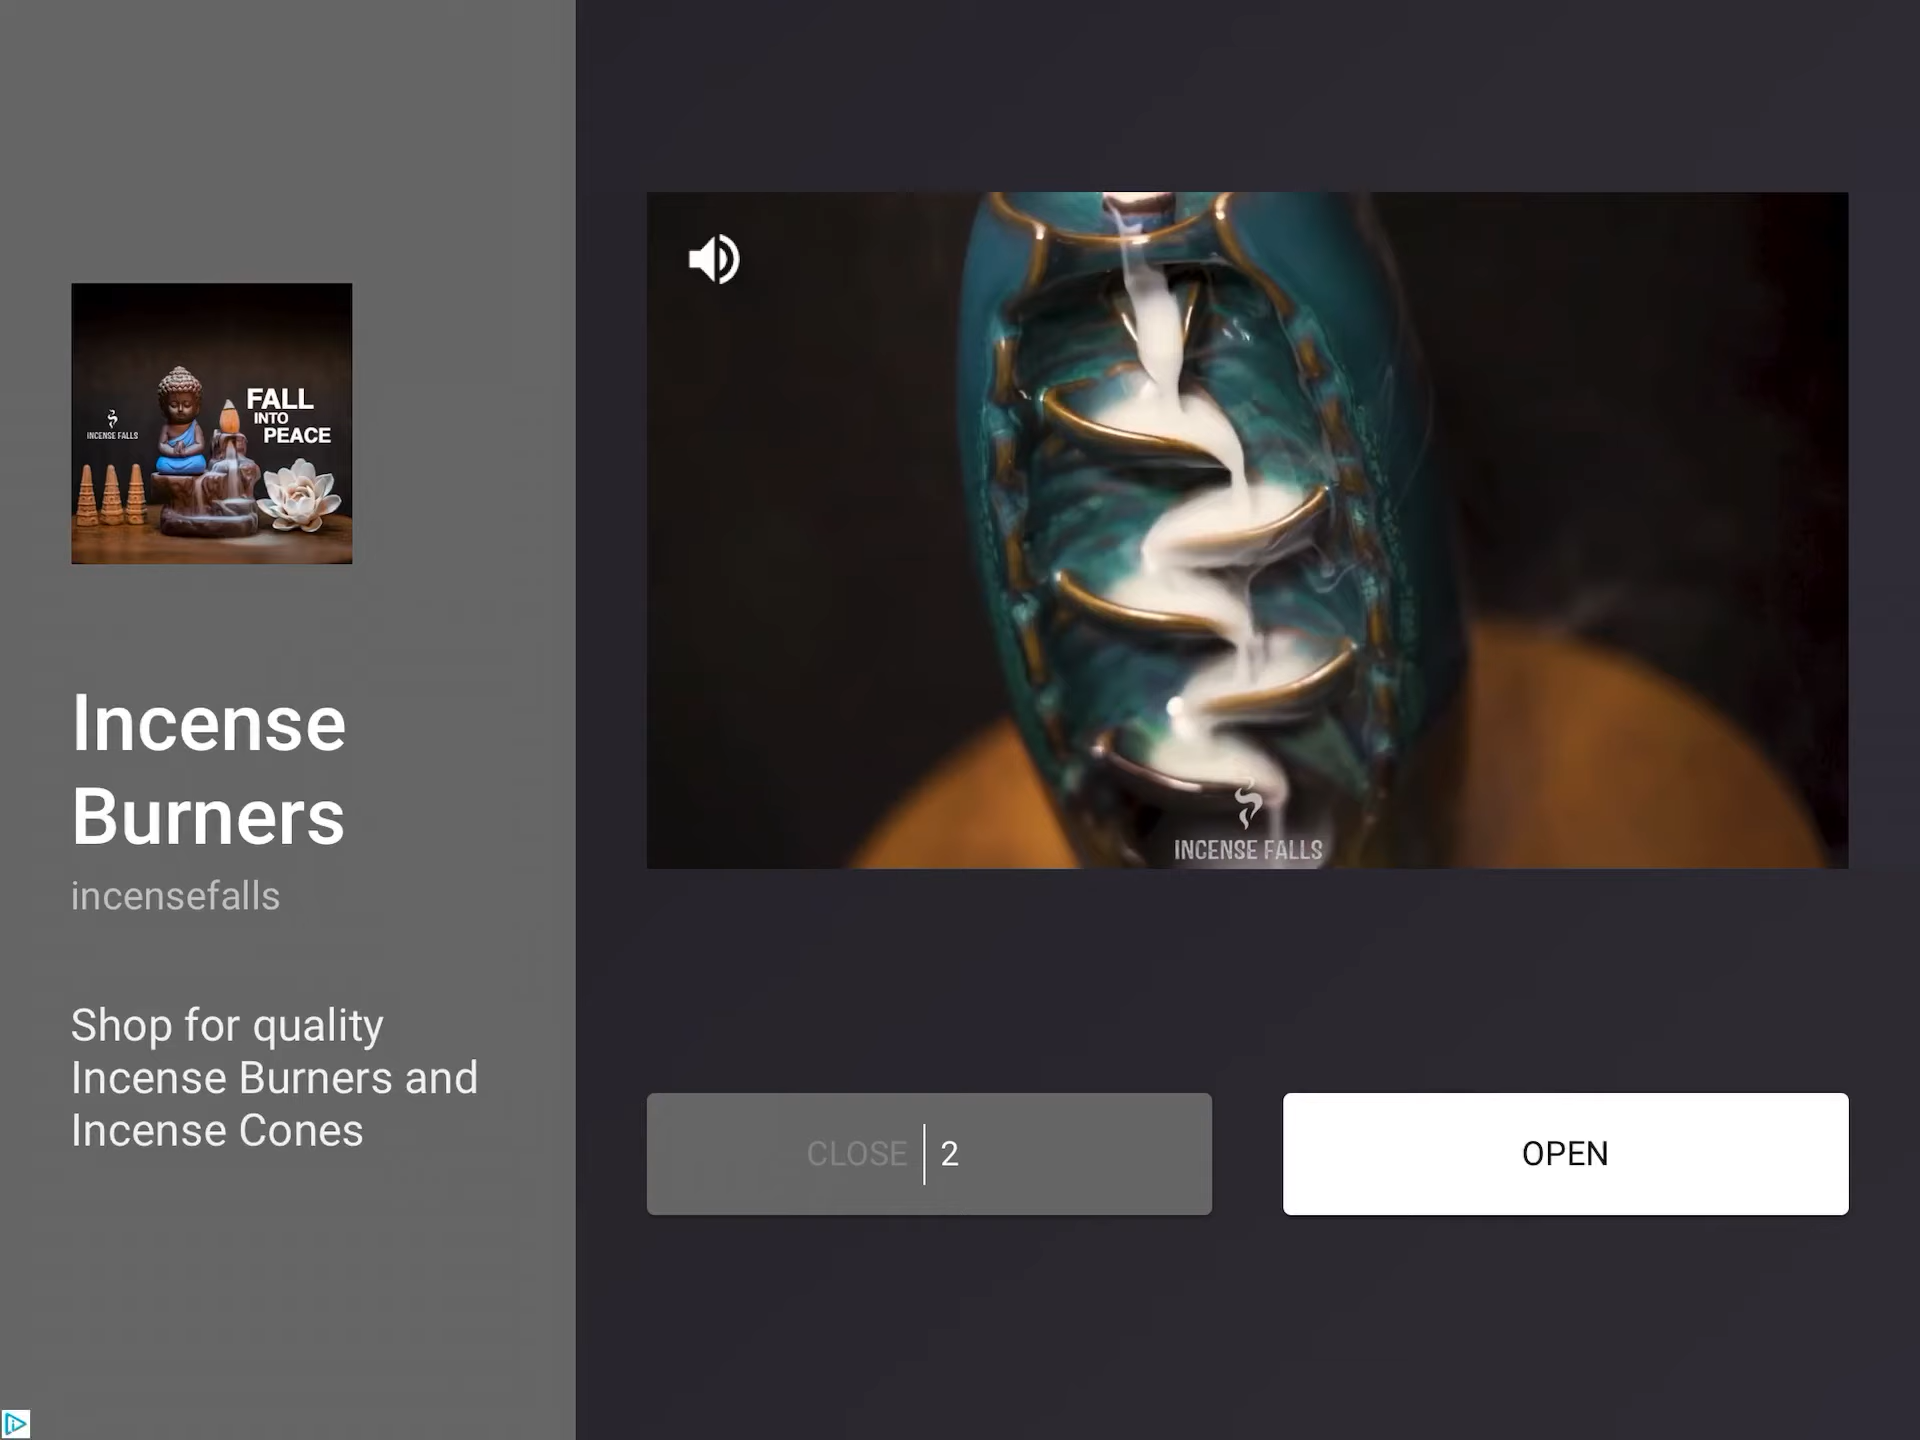 INCENSE FALLS
FALL
INTO
PEACE
Incense
Burners
incensefalls
Shop for quality
Incense Burners and
Incense Cones
INCENSE FALLS
CLOSE | 2
OPEN